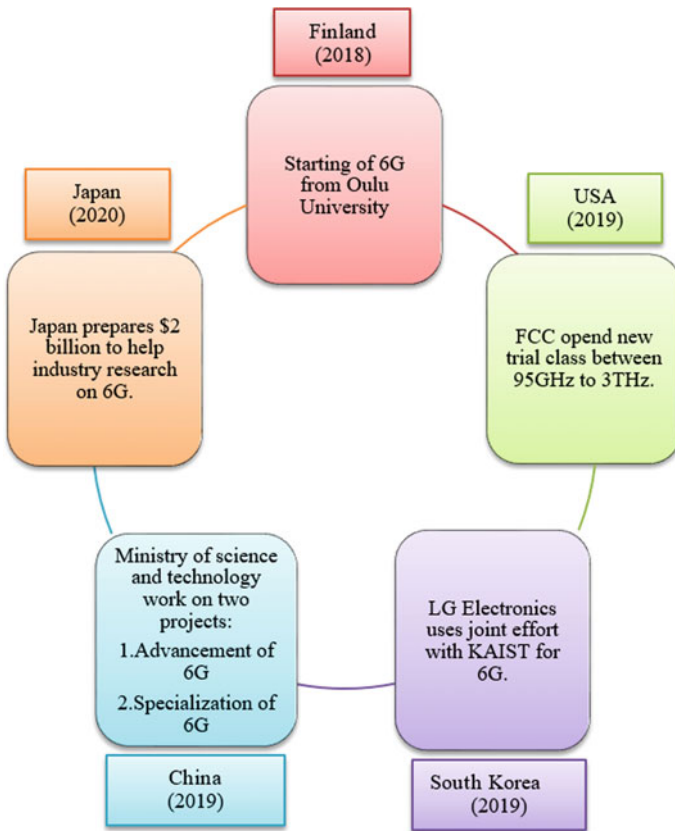 Finland
(2018)
Starting of 6G
from Oulu
University
USA
(2019)
FCC opend new
trial class between
95GHz to 3THz.
LG Electronics
uses joint effort
with KAIST for
6G.
South Korea
(2019)
Ministry of science
and technology
work on two
projects:
1.Advancement of
6G
2.Specialization of
6G
China
(2019)
Japan
(2020)
Japan prepares $2
billion to help
industry research
on 6G.